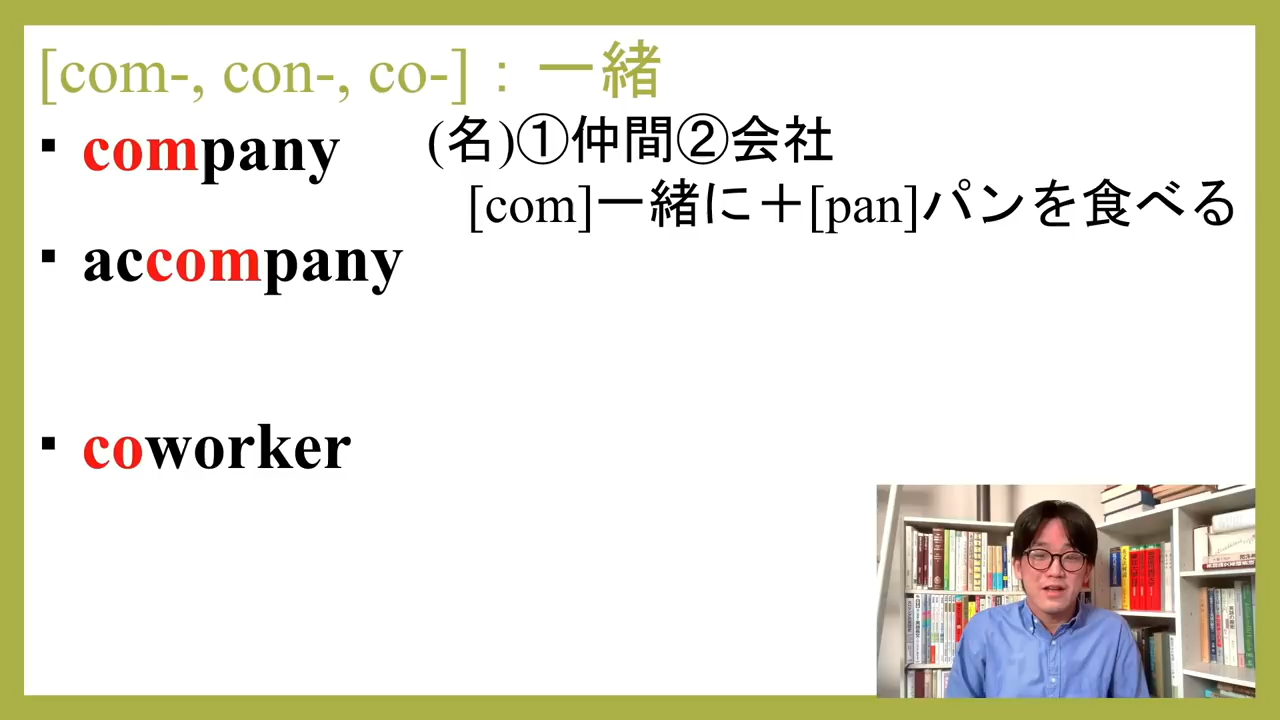 [com-, con-, co-]：一緒
・company (名)①仲間②会社
[com]一緒に＋[pan]パンを食べる
・accompany
・coworker